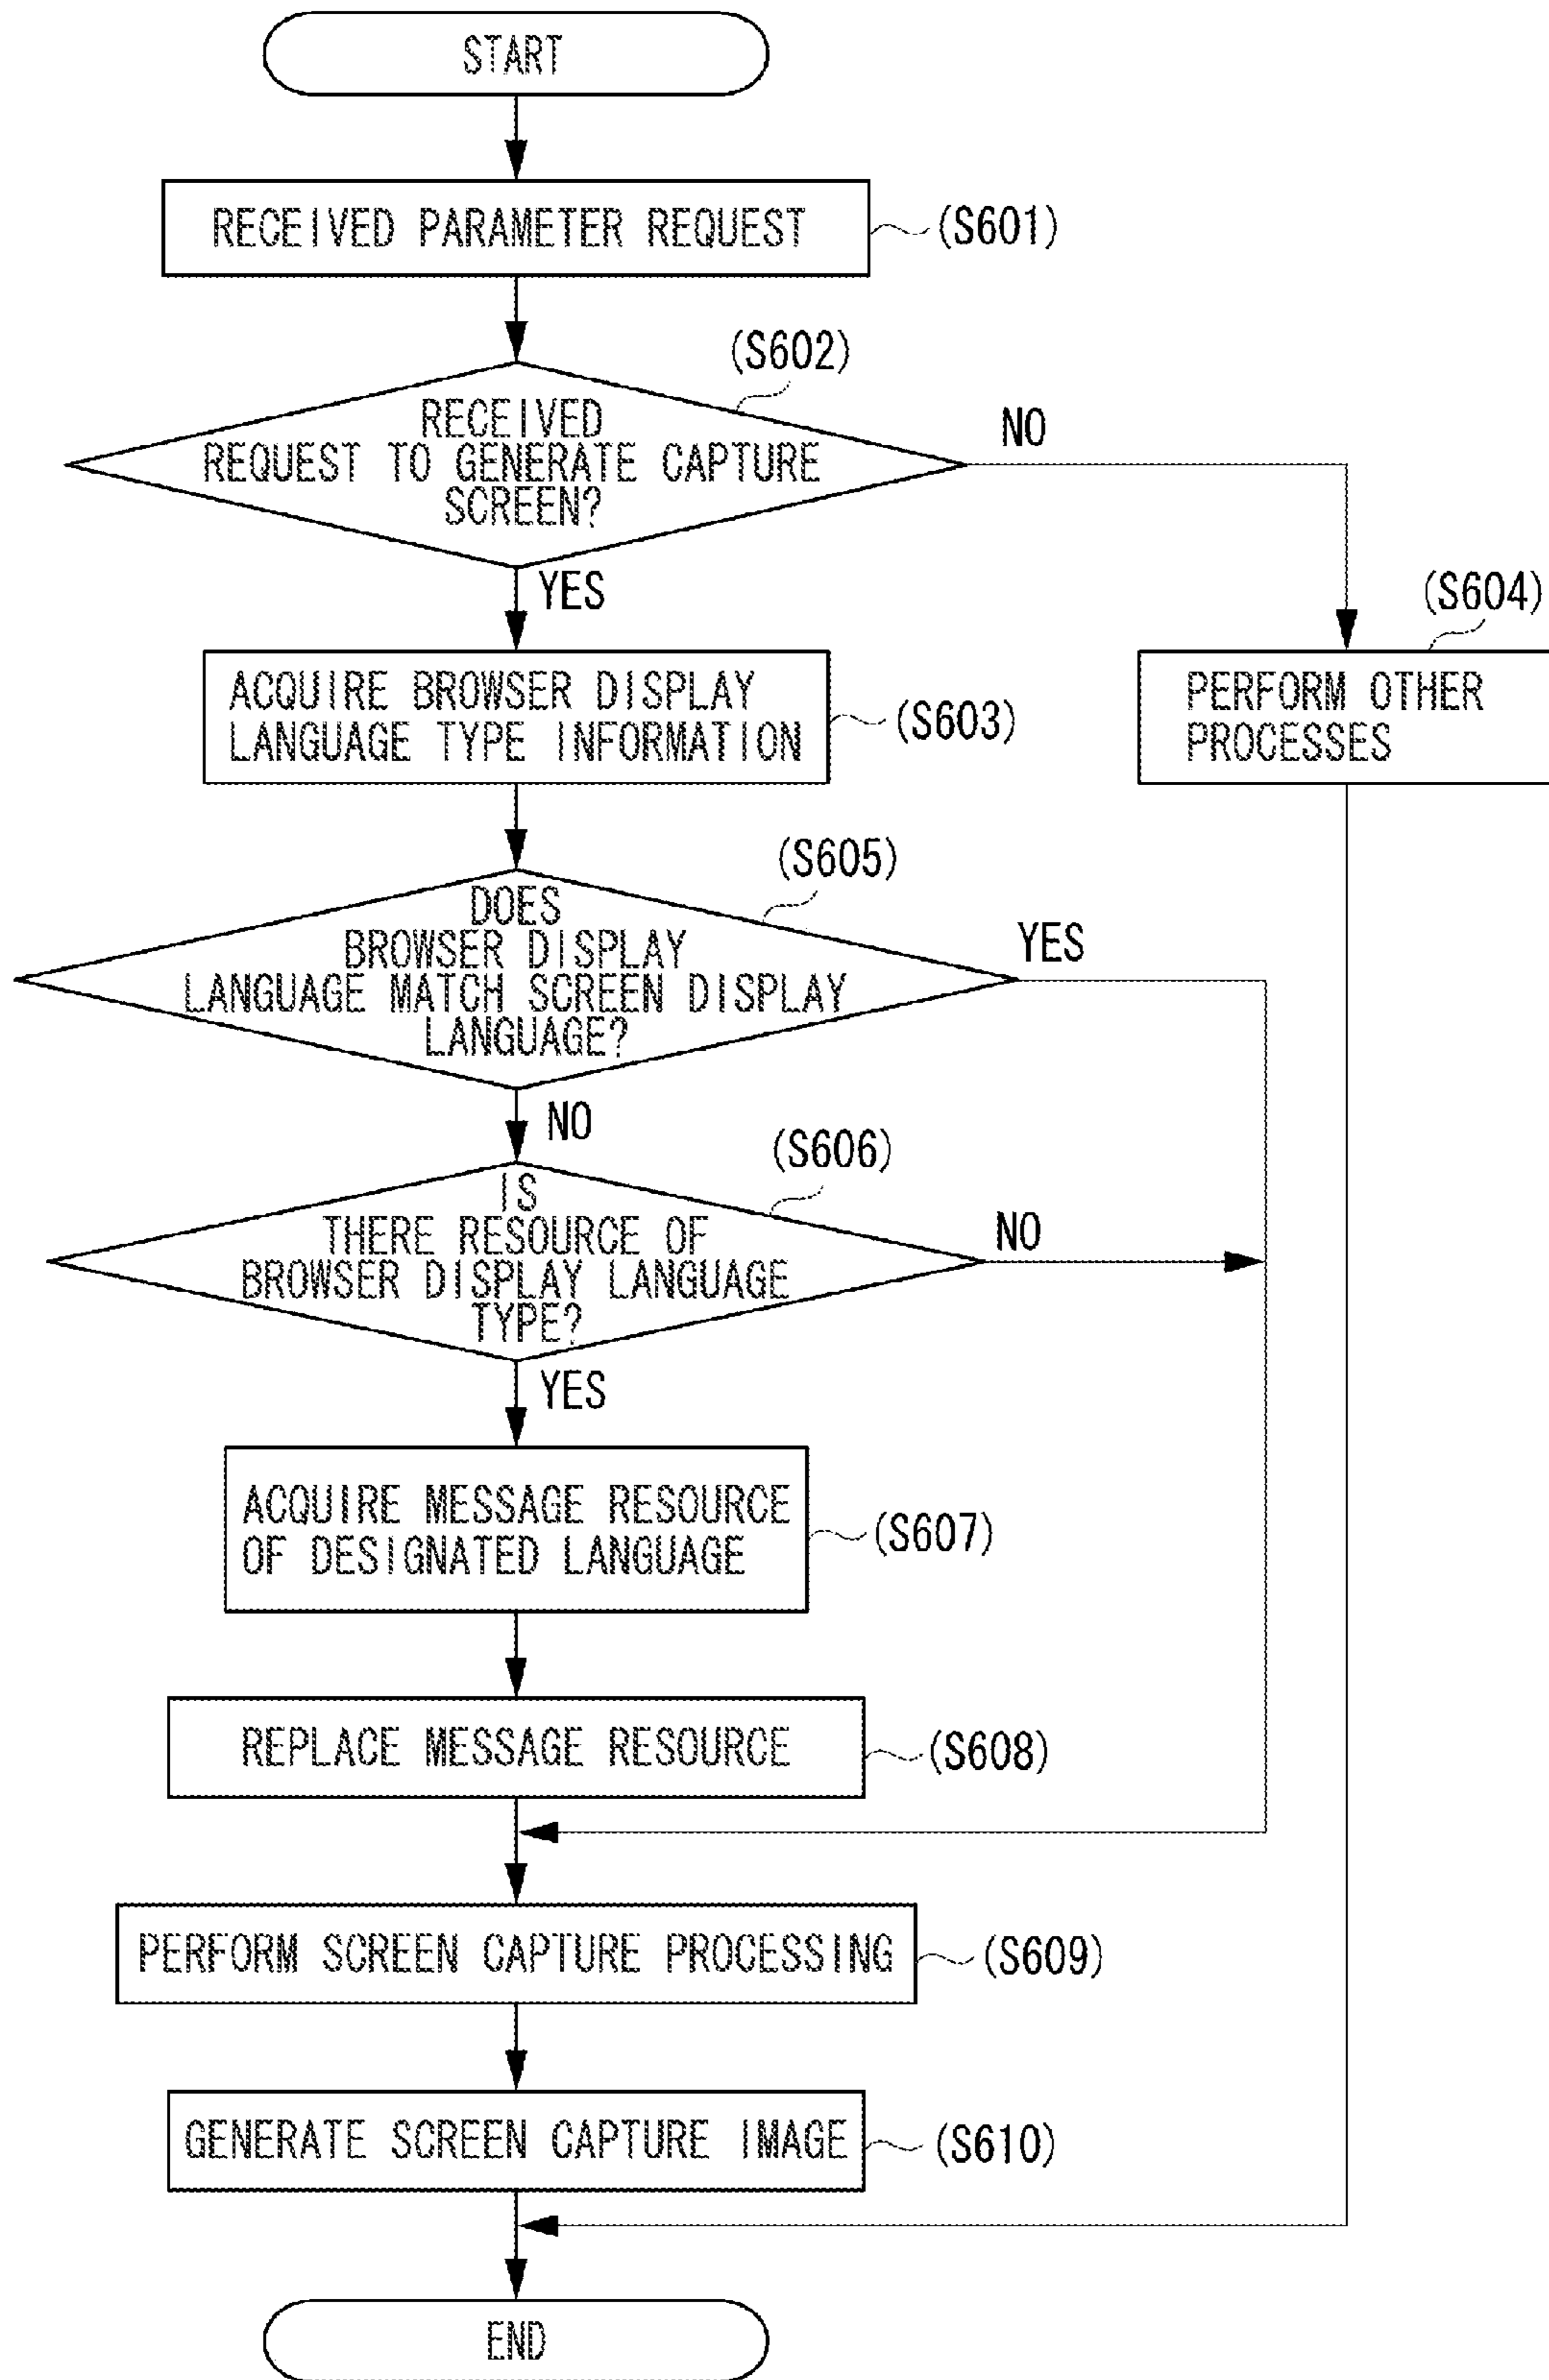 START
RECEIVED PARAMETER REQUEST
(S601)
(S602)
RECEIVED
REQUEST TO GENERATE CAPTURE
SCREEN?
NO
YES
(S604)
ACQUIRE BROWSER DISPLAY
LANGUAGE TYPE INFORMATION
(S603)
PERFORM OTHER
PROCESSES
(S605)
DOES
BROWSER DISPLAY
LANGUAGE MATCH SCREEN DISPLAY
LANGUAGE?
YES
NO
(S606)
IS
THERE RESOURCE OF
BROWSER DISPLAY LANGUAGE
TYPE?
NO
YES
ACQUIRE MESSAGE RESOURCE
OF DESIGNATED LANGUAGE
(S607)
REPLACE MESSAGE RESOURCE
(S608)
PERFORM SCREEN CAPTURE PROCESSING
(S609)
GENERATE SCREEN CAPTURE IMAGE
(S610)
END